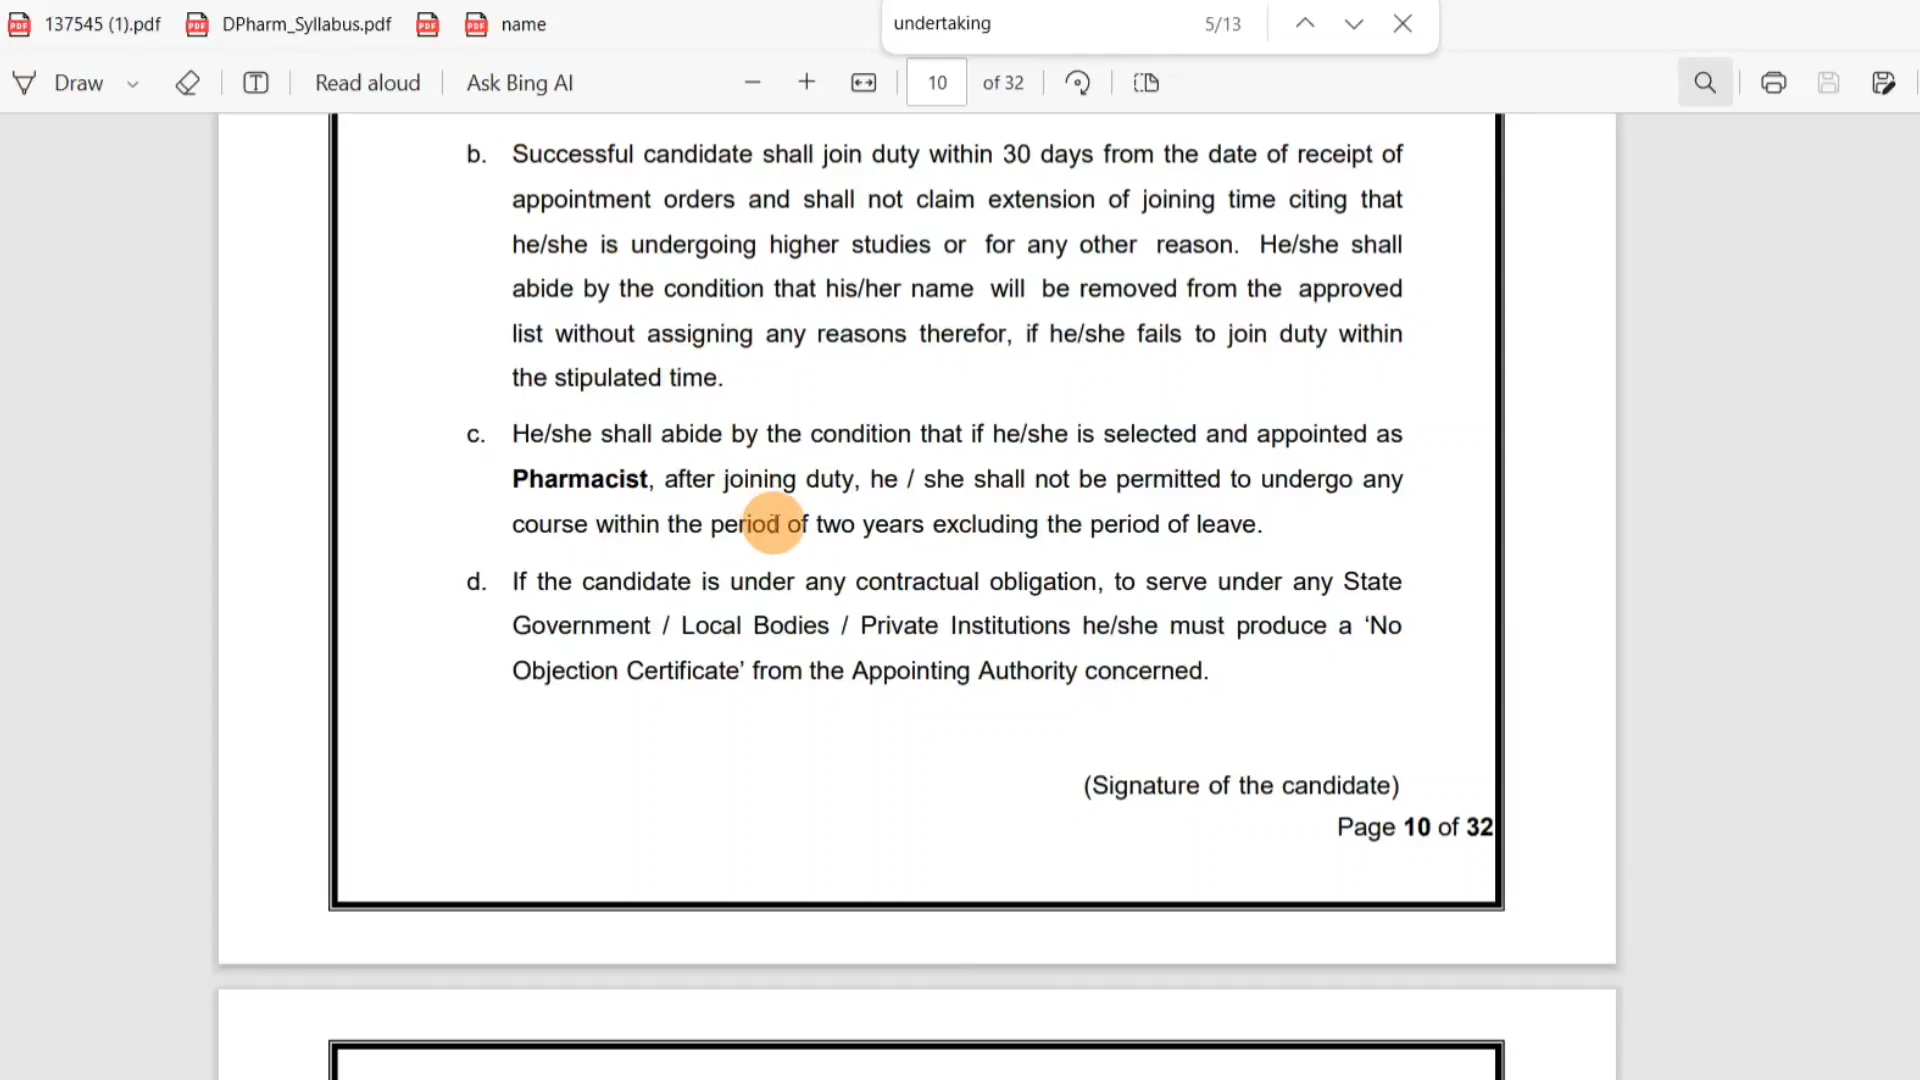 137545 (1).pdf DPharm_Syllabus.pdf name
undertaking 5/13
Draw Read aloud Ask Bing AI 10 of 32
b. Successful candidate shall join duty within 30 days from the date of receipt of
appointment orders and shall not claim extension of joining time citing that
he/she is undergoing higher studies or for any other reason. He/she shall
abide by the condition that his/her name will be removed from the approved
list without assigning any reasons therefor, if he/she fails to join duty within
the stipulated time.
c. He/she shall abide by the condition that if he/she is selected and appointed as
Pharmacist, after joining duty, he / she shall not be permitted to undergo any
course within the period of two years excluding the period of leave.
d. If the candidate is under any contractual obligation, to serve under any State
Government / Local Bodies / Private Institutions he/she must produce a ‘No
Objection Certificate’ from the Appointing Authority concerned.
(Signature of the candidate)
Page 10 of 32